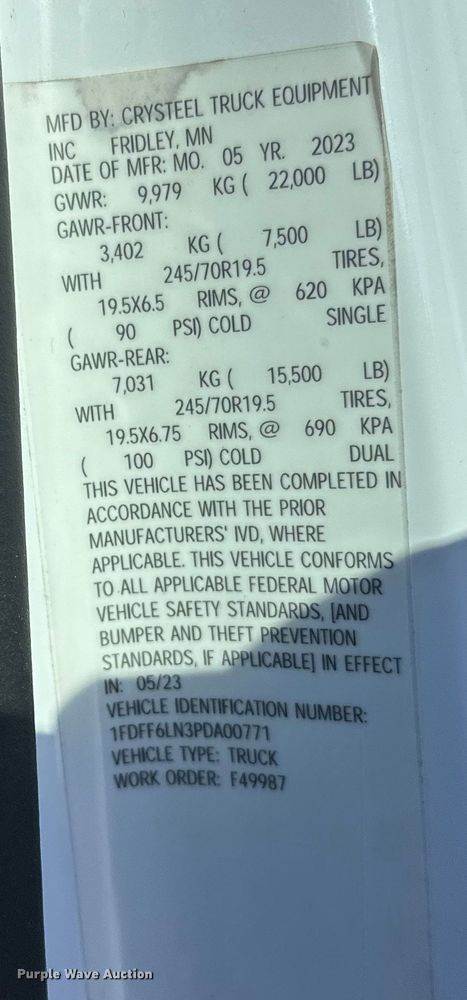 MFD BY: CRYSTEEL TRUCK EQUIPMENT
INC FRIDLEY, MN
DATE OF MFR: MO. 05 YR. 2023
GVWR: 9,979 KG ( 22,000 LB)
GAWR-FRONT:
3,402 KG ( 7,500 LB)
WITH 245/70R19.5 TIRES,
19.5X6.5 RIMS, @ 620 KPA
( 90 PSI) COLD SINGLE
GAWR-REAR:
7,031 KG ( 15,500 LB)
WITH 245/70R19.5 TIRES,
19.5X6.75 RIMS, @ 690 KPA
( 100 PSI) COLD DUAL
THIS VEHICLE HAS BEEN COMPLETED IN
ACCORDANCE WITH THE PRIOR
MANUFACTURERS' IVD, WHERE
APPLICABLE. THIS VEHICLE CONFORMS
TO ALL APPLICABLE FEDERAL MOTOR
VEHICLE SAFETY STANDARDS, [AND
BUMPER AND THEFT PREVENTION
STANDARDS, IF APPLICABLE] IN EFFECT
IN: 05/23
VEHICLE IDENTIFICATION NUMBER:
1FDFF6LN3PDA00771
VEHICLE TYPE: TRUCK
WORK ORDER: F49987
Purple Wave Auction